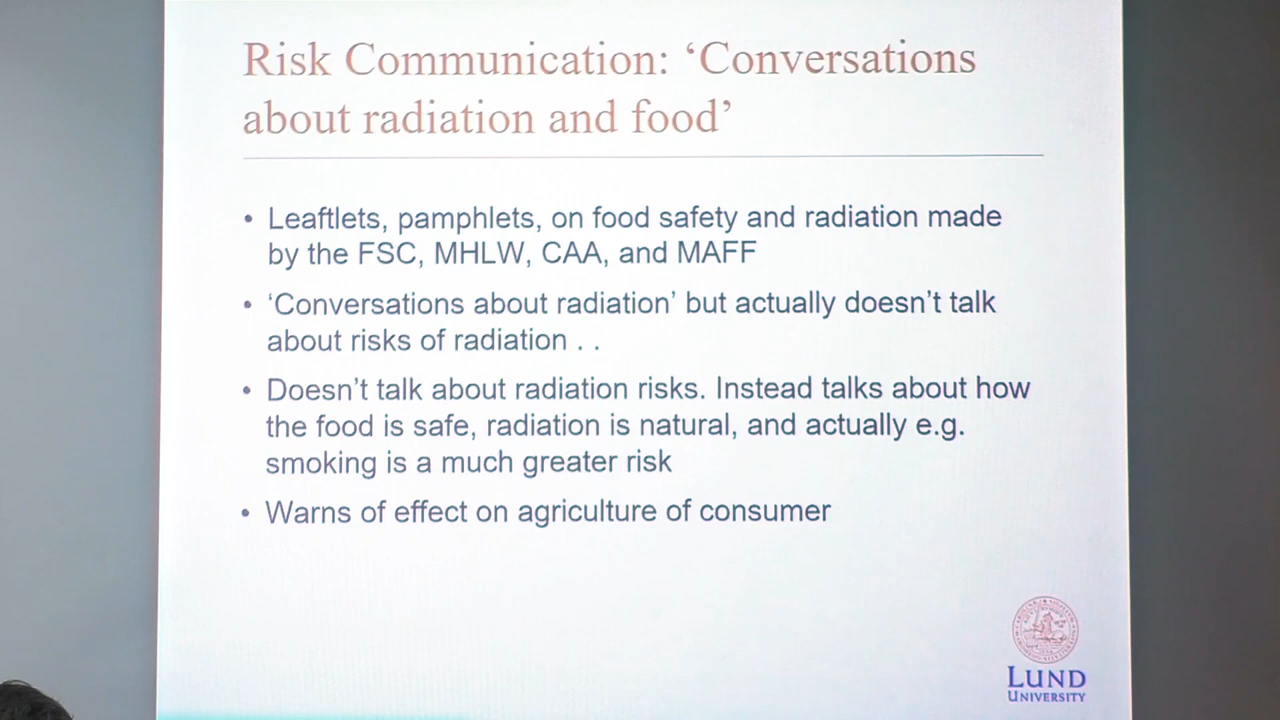 Risk Communication: ‘Conversations
about radiation and food’
• Leaftlets, pamphlets, on food safety and radiation made
by the FSC, MHLW, CAA, and MAFF
• ‘Conversations about radiation’ but actually doesn’t talk
about risks of radiation . .
• Doesn’t talk about radiation risks. Instead talks about how
the food is safe, radiation is natural, and actually e.g.
smoking is a much greater risk
• Warns of effect on agriculture of consumer
LUND
UNIVERSITY